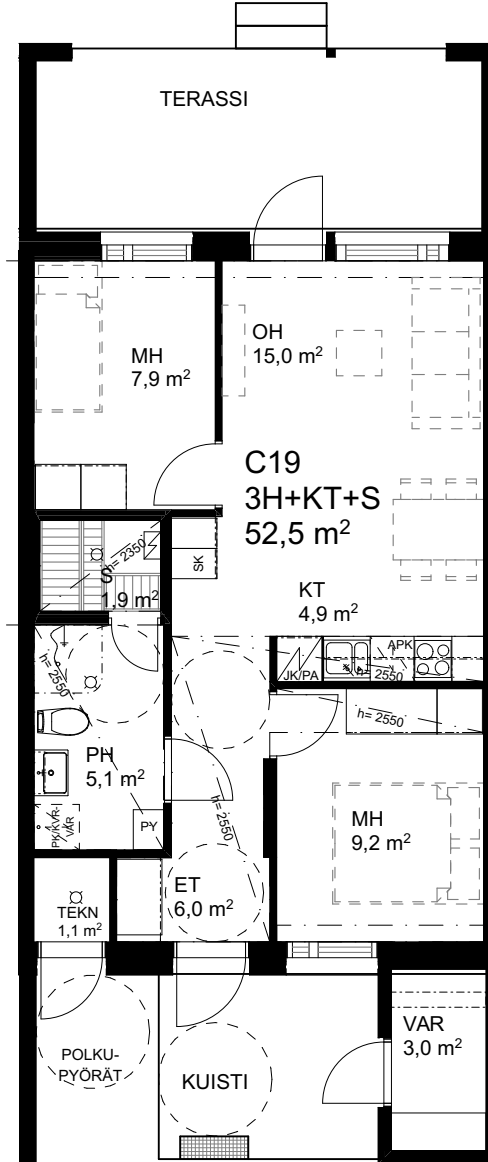 TERASSI
MH
7,9 m²
OH
15,0 m²
C19
3H+KT+S
52,5 m²
SK
h= 2350
S
1,9 m²
KT
4,9 m²
JK/PA
APK
h= 2550
h= 2550
h= 2550
PH
5,1 m²
PK/KVR-
VÄR
PY
h= 2550
MH
9,2 m²
ET
6,0 m²
TEKN
1,1 m²
VAR
3,0 m²
POLKU-
PYÖRÄT
KUISTI